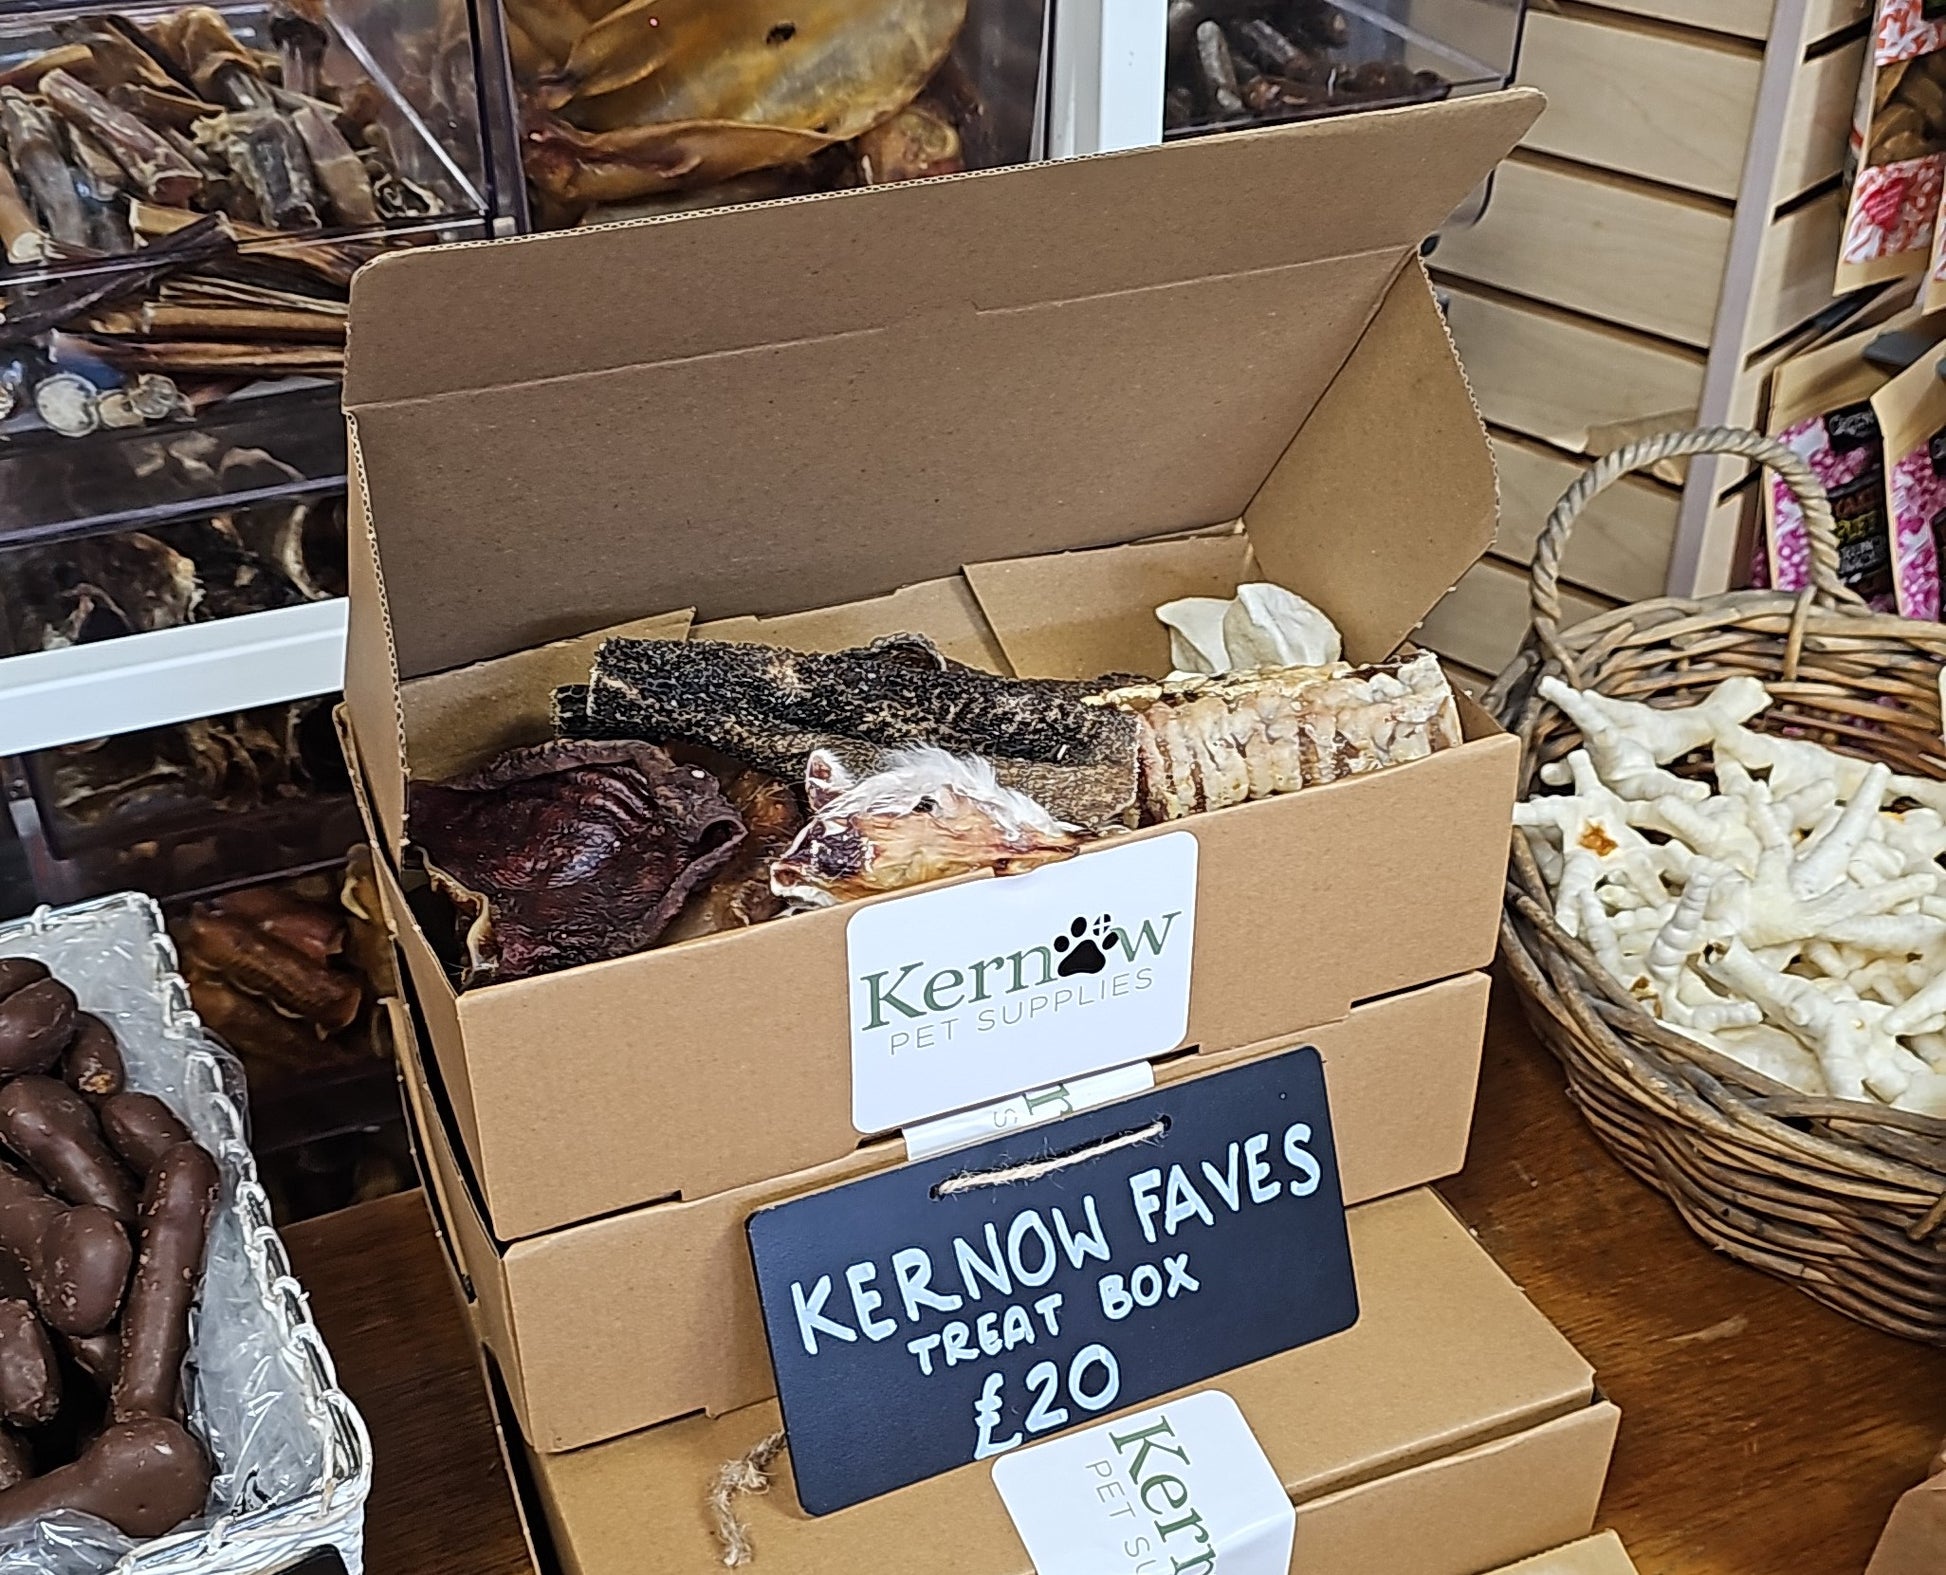 Kernow
PET SUPPLIES
KERNOW FAVES
TREAT BOX
£20
Kern
PET SU